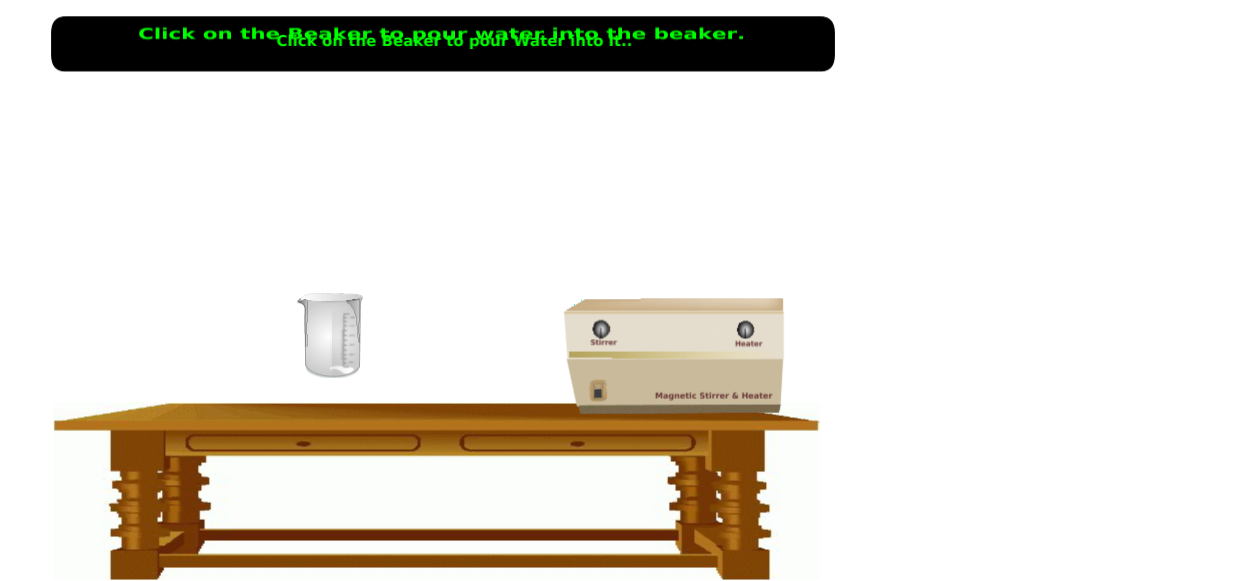 Click on the Beaker to pour water into the beaker.
Click on the Beaker to pour Water into it..
Stirrer
Heater
Magnetic Stirrer & Heater